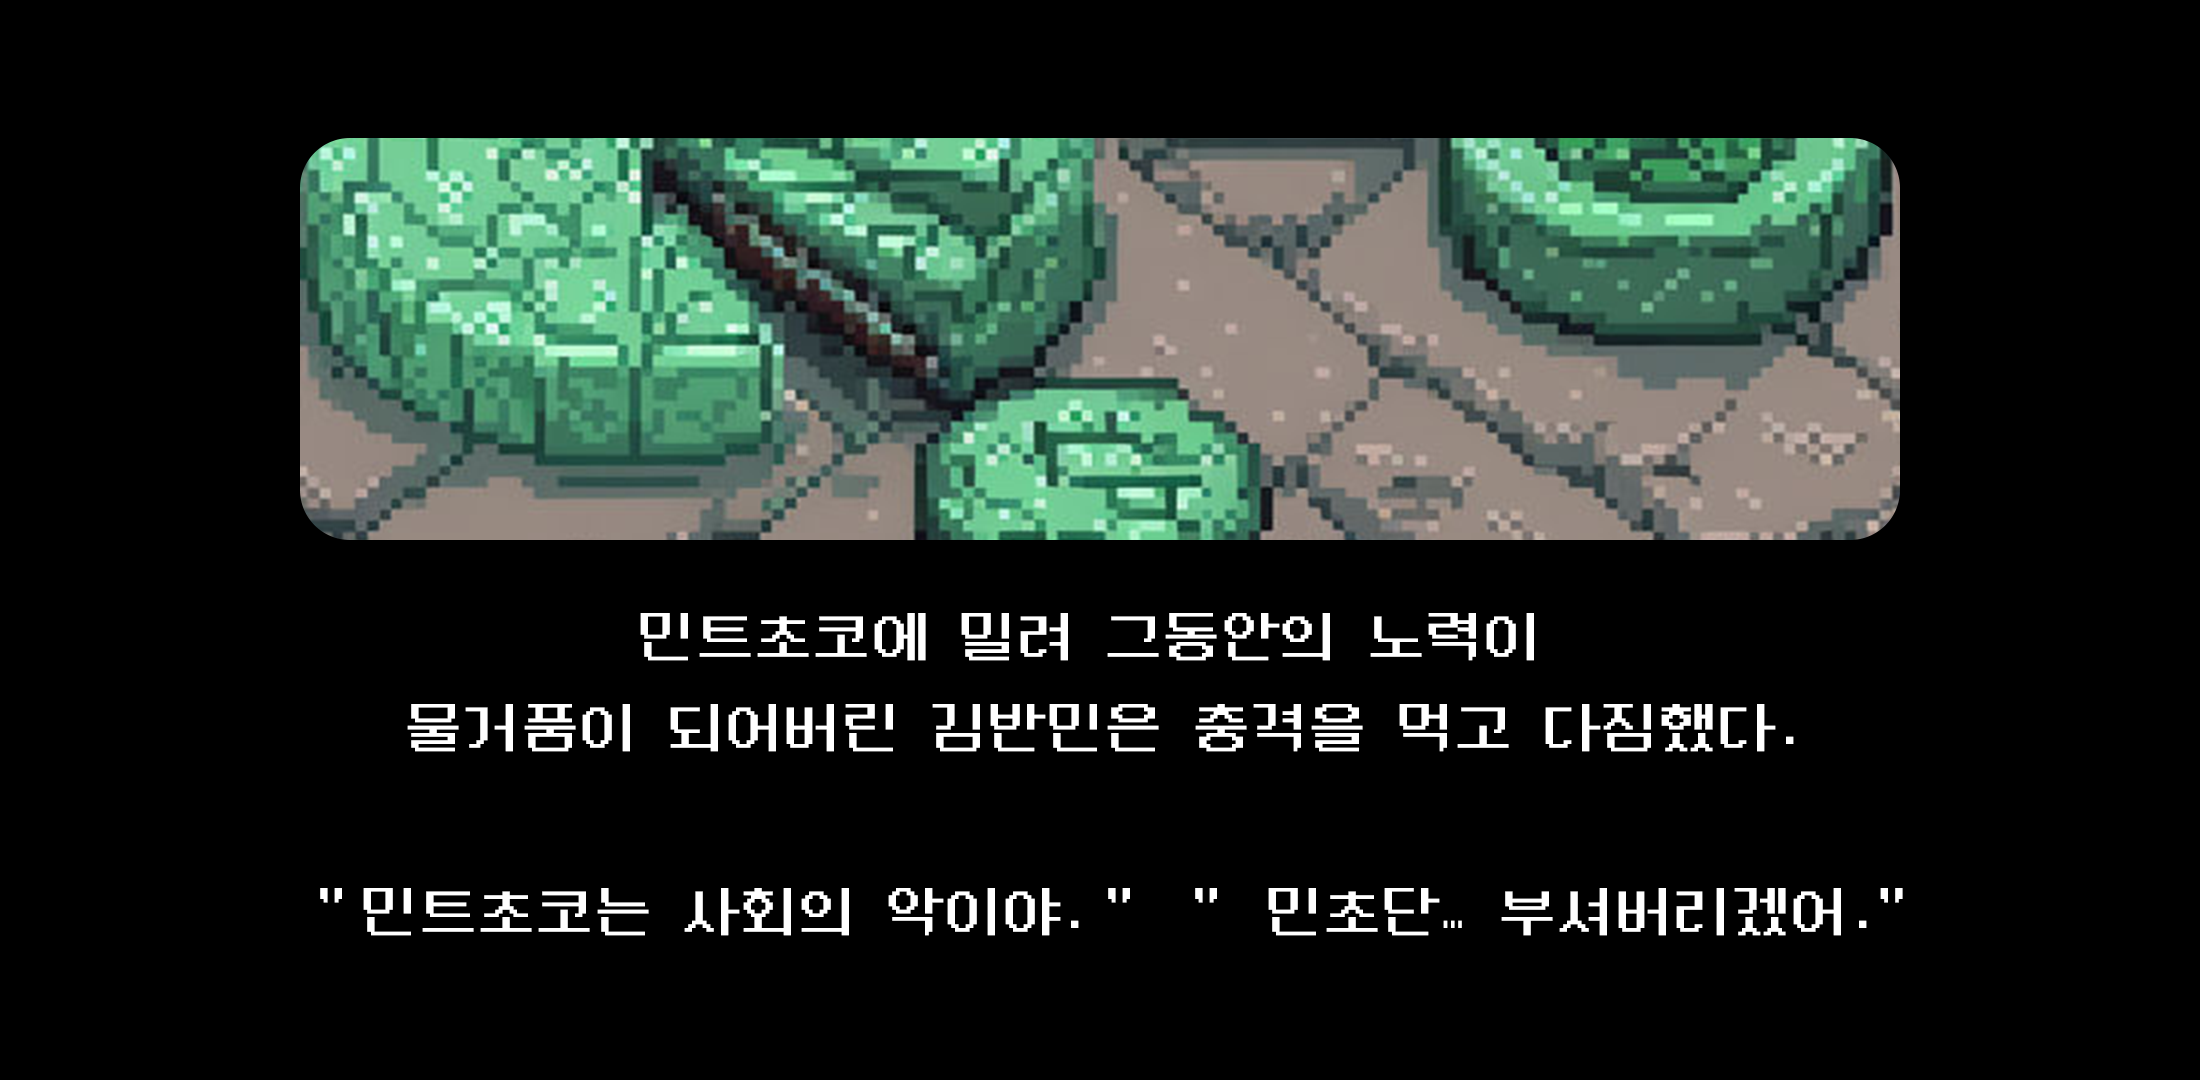 민트초코에 밀려 그동안의 노력이
물거품이 되어버린 김반민은 충격을 먹고 다짐했다.
"민트초코는 사회의 악이야." " 민초단… 부셔버리겠어."